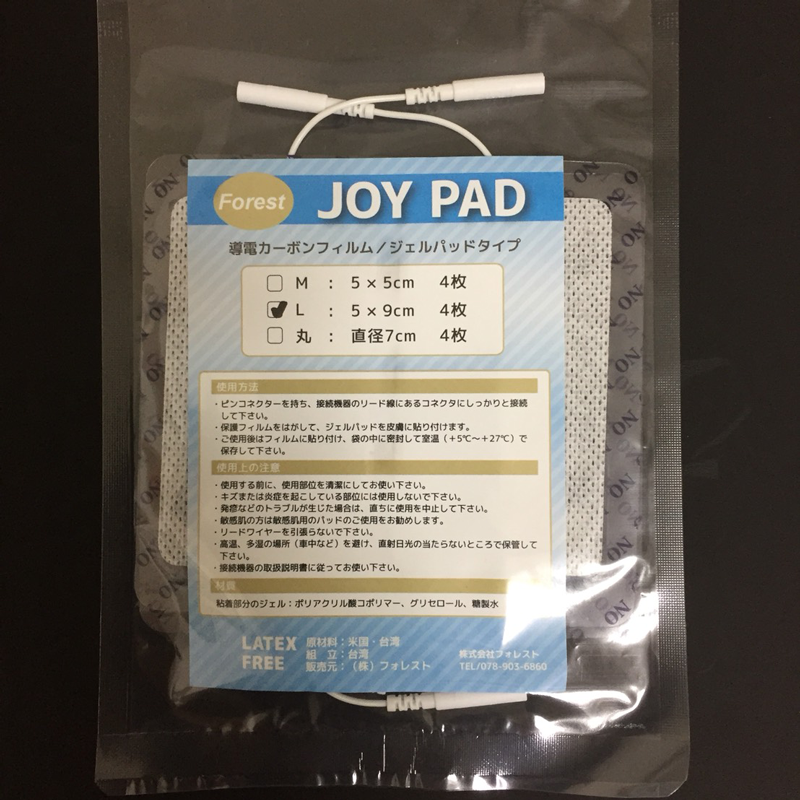 Forest
JOY PAD
導電カーボンフィルム／ジェルパッドタイプ
M : 5×5cm 4枚
L : 5×9cm 4枚
丸 : 直径7cm 4枚
使用方法
・ピンコネクターを持ち、接続機器のリード線にあるコネクタにしっかりと接続
して下さい。
・保護フィルムをはがして、ジェルパッドを皮膚に貼り付けます。
・ご使用後はフィルムに貼り付け、袋の中に密封して室温（+5℃～+27℃）で
保存して下さい。
使用上の注意
・使用する前に、使用部位を清潔にしてお使い下さい。
・キズまたは炎症を起こしている部位には使用しないで下さい。
・発疹などのトラブルが生じた場合は、直ちに使用を中止して下さい。
・敏感肌の方は敏感肌用のパッドのご使用をお勧めします。
・リードワイヤーを引張らないで下さい。
・高温、多湿の場所（車中など）を避け、直射日光の当たらないところで保管して
下さい。
・接続機器の取扱説明書に従ってお使い下さい。
材質
粘着部分のジェル：ポリアクリル酸コポリマー、グリセロール、糖製水
LATEX
FREE
原材料：米国・台湾
組 立：台湾
販売元：（株）フォレスト
株式会社フォレスト
TEL/078-903-6860
NO
NO
NO
NO
NO
NO